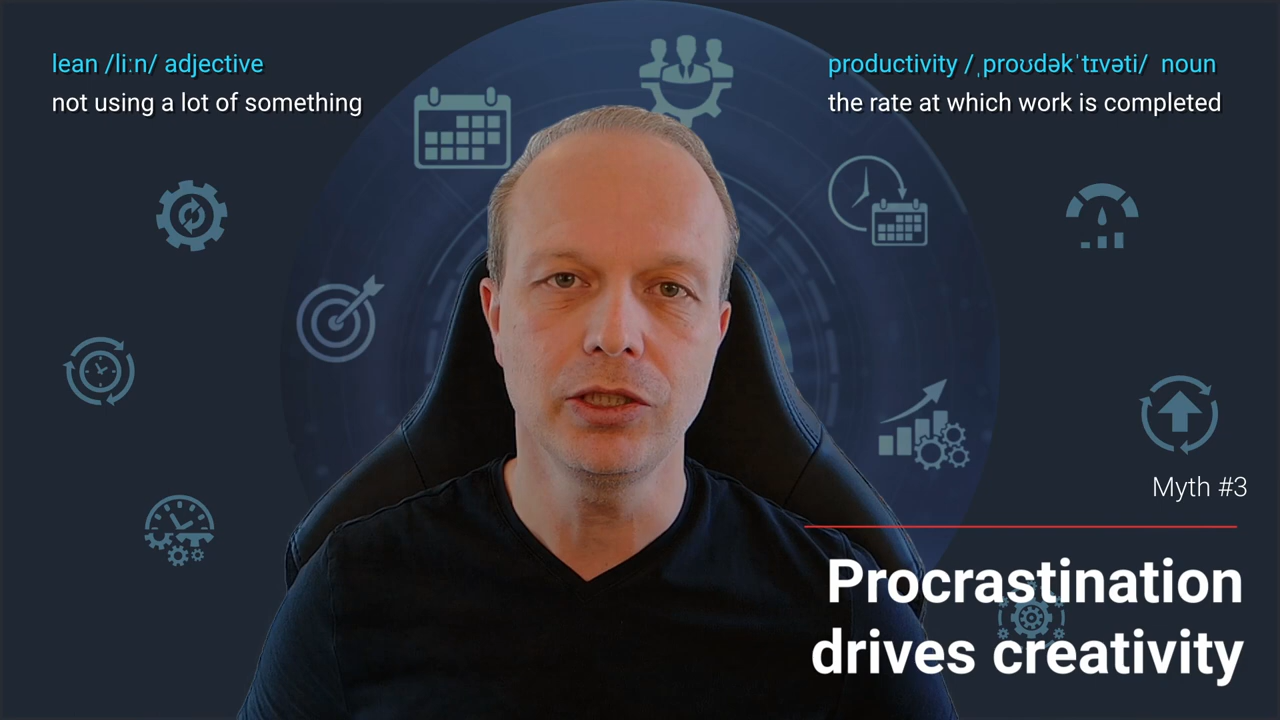 lean /liːn/ adjective
not using a lot of something
productivity /ˌproʊdəkˈtɪvəti/ noun
the rate at which work is completed
Myth #3
Procrastination
drives creativity